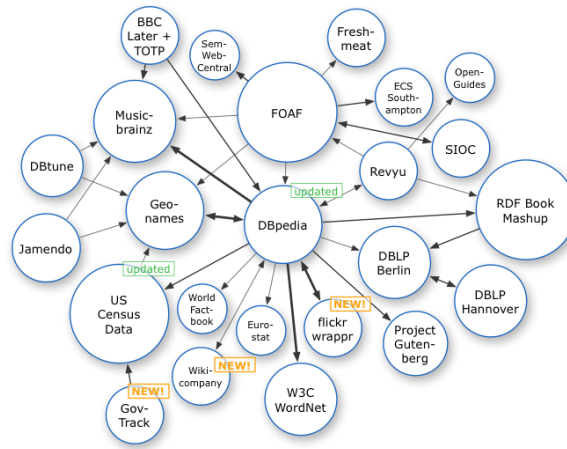 BBC
Later +
TOTP
Sem-
Web-
Central
Fresh-
meat
Open-
Guides
ECS
South-
ampton
Music-
brainz
FOAF
SIOC
DBtune
Revyu
updated
Geo-
names
DBpedia
RDF Book
Mashup
Jamendo
updated
DBLP
Berlin
US
Census
Data
World
Fact-
book
NEW!
DBLP
Hannover
Euro-
stat
flickr
wrappr
Project
Guten-
berg
NEW!
Wiki-
company
NEW!
Gov-
Track
W3C
WordNet